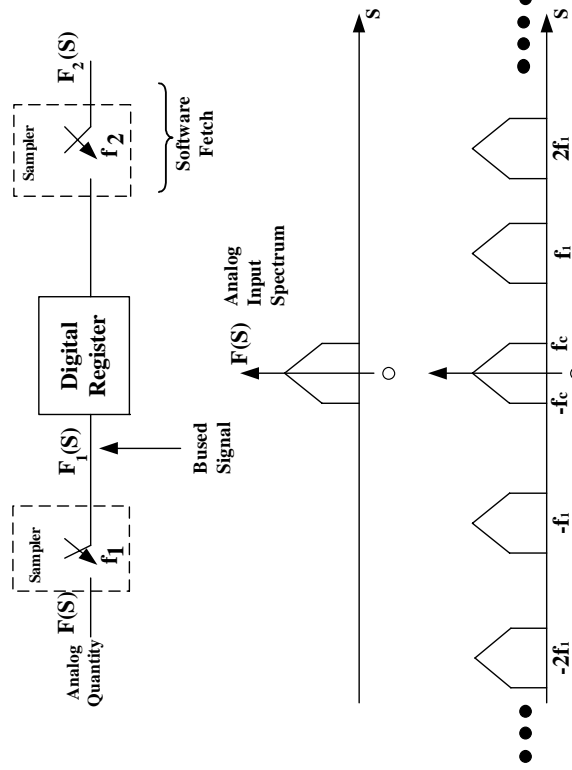 Sampler
f₁
F(S)
Analog
Quantity
F₁(S)
Digital
Register
Sampler
f₂
F₂(S)
Bused
Signal
Software
Fetch
F(S)
Analog
Input
Spectrum
S
O
S
-2f₁ -f₁ -fc fc f₁ 2f₁